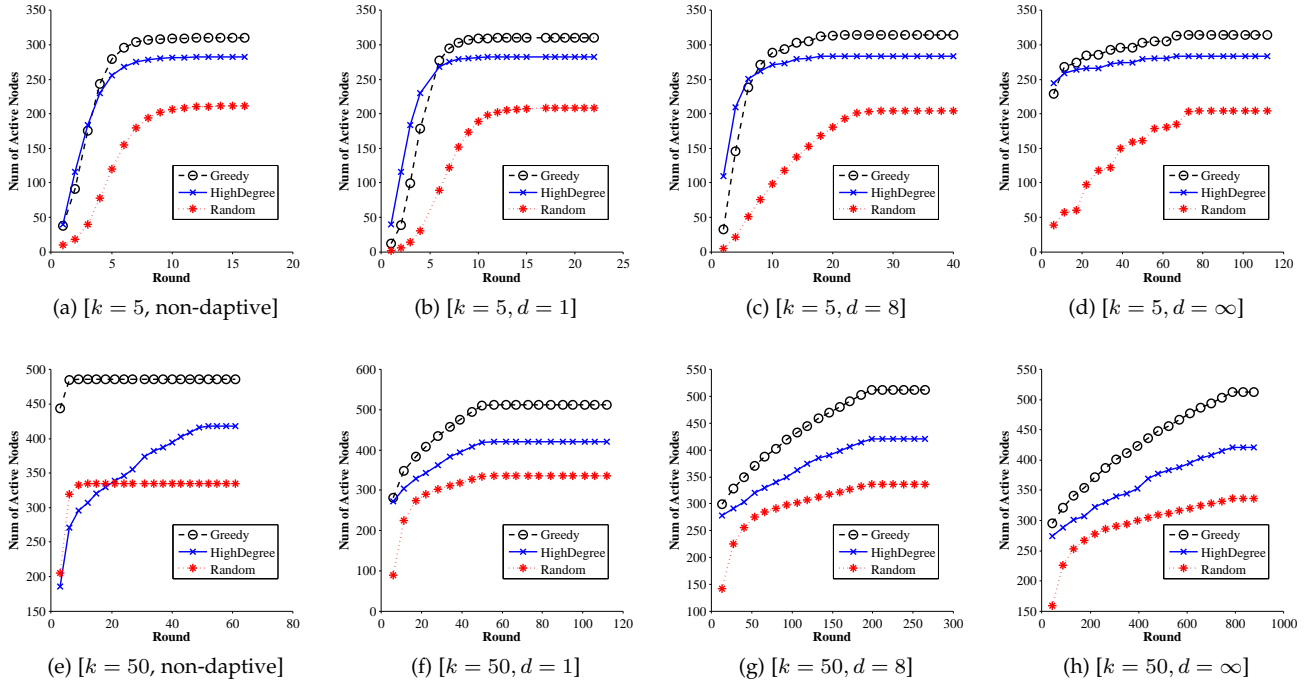 Num of Active Nodes
350
300
250
200
150
100
50
0
Greedy
HighDegree
Random
0 5 10 15 20
Round
(a) [k = 5, non-daptive]
Num of Active Nodes
350
300
250
200
150
100
50
0
Greedy
HighDegree
Random
0 5 10 15 20 25
Round
(b) [k = 5, d = 1]
Num of Active Nodes
350
300
250
200
150
100
50
0
Greedy
HighDegree
Random
0 10 20 30 40
Round
(c) [k = 5, d = 8]
Num of Active Nodes
350
300
250
200
150
100
50
0
Greedy
HighDegree
Random
0 20 40 60 80 100 120
Round
(d) [k = 5, d = ∞]
Num of Active Nodes
500
450
400
350
300
250
200
150
Greedy
HighDegree
Random
0 20 40 60 80
Round
(e) [k = 50, non-daptive]
Num of Active Nodes
600
500
400
300
200
100
0
Greedy
HighDegree
Random
0 20 40 60 80 100 120
Round
(f) [k = 50, d = 1]
Num of Active Nodes
550
500
450
400
350
300
250
200
150
100
Greedy
HighDegree
Random
0 50 100 150 200 250 300
Round
(g) [k = 50, d = 8]
Num of Active Nodes
550
500
450
400
350
300
250
200
150
Greedy
HighDegree
Random
0 200 400 600 800 1000
Round
(h) [k = 50, d = ∞]